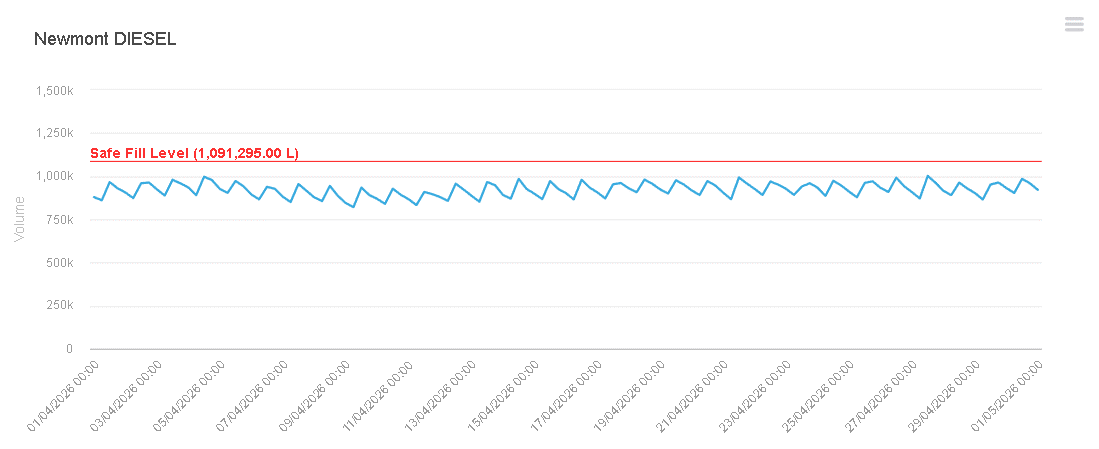 Newmont DIESEL
1,500k
1,250k
Safe Fill Level (1,091,295.00 L)
1,000k
750k
500k
250k
0
Volume
01/04/2026 00:00
03/04/2026 00:00
05/04/2026 00:00
07/04/2026 00:00
09/04/2026 00:00
11/04/2026 00:00
13/04/2026 00:00
15/04/2026 00:00
17/04/2026 00:00
19/04/2026 00:00
21/04/2026 00:00
23/04/2026 00:00
25/04/2026 00:00
27/04/2026 00:00
29/04/2026 00:00
01/05/2026 00:00